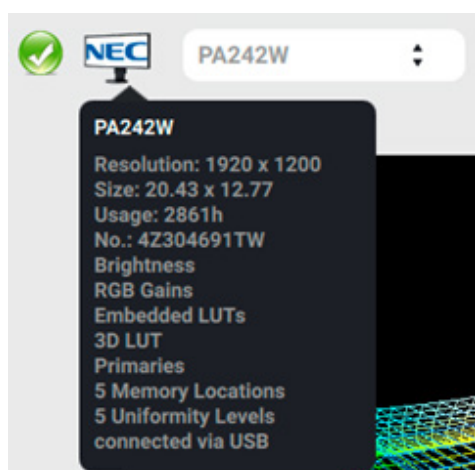 NEC
PA242W
PA242W
Resolution: 1920 x 1200
Size: 20.43 x 12.77
Usage: 2861h
No.: 4Z304691TW
Brightness
RGB Gains
Embedded LUTs
3D LUT
Primaries
5 Memory Locations
5 Uniformity Levels
connected via USB